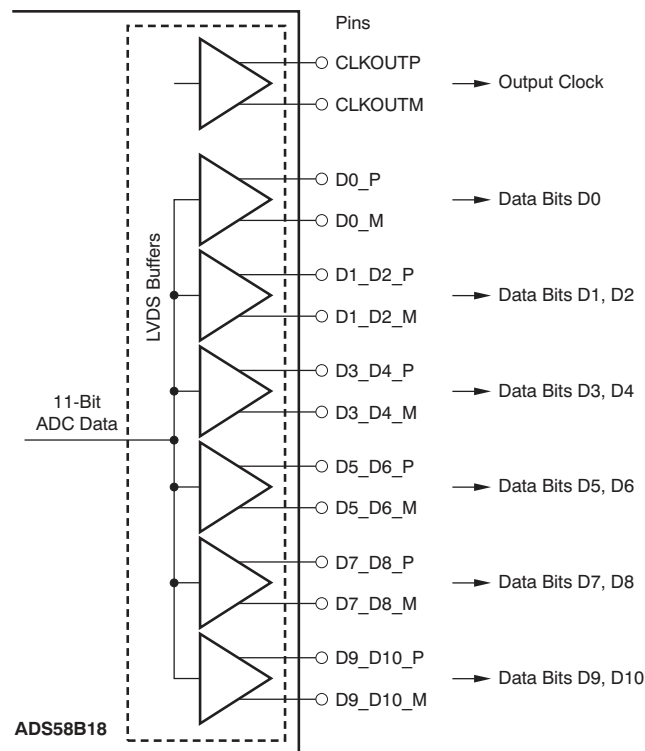 Pins
CLKOUTP
CLKOUTM
Output Clock
D0_P
D0_M
Data Bits D0
LVDS Buffers
D1_D2_P
D1_D2_M
Data Bits D1, D2
D3_D4_P
D3_D4_M
Data Bits D3, D4
11-Bit
ADC Data
D5_D6_P
D5_D6_M
Data Bits D5, D6
D7_D8_P
D7_D8_M
Data Bits D7, D8
D9_D10_P
D9_D10_M
Data Bits D9, D10
ADS58B18